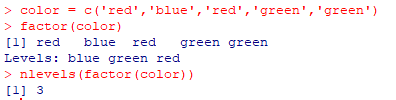 > color = c('red','blue','red','green','green')
> factor(color)
[1] red   blue  red   green green
Levels: blue green red
> nlevels(factor(color))
[1] 3